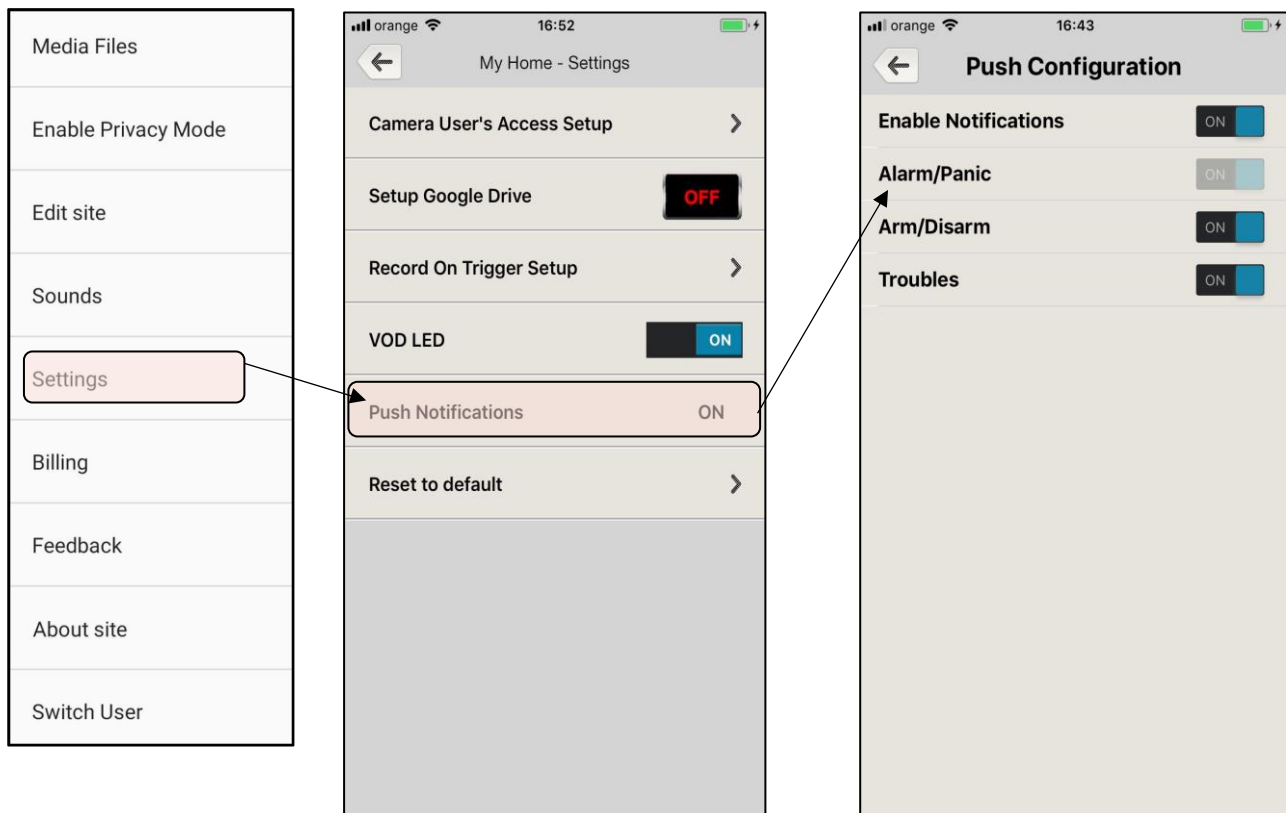 Media Files
Enable Privacy Mode
Edit site
Sounds
Settings
Billing
Feedback
About site
Switch User
orange 16:52
My Home - Settings
Camera User's Access Setup
Setup Google Drive OFF
Record On Trigger Setup
VOD LED ON
Push Notifications ON
Reset to default
orange 16:43
Push Configuration
Enable Notifications ON
Alarm/Panic ON
Arm/Disarm ON
Troubles ON